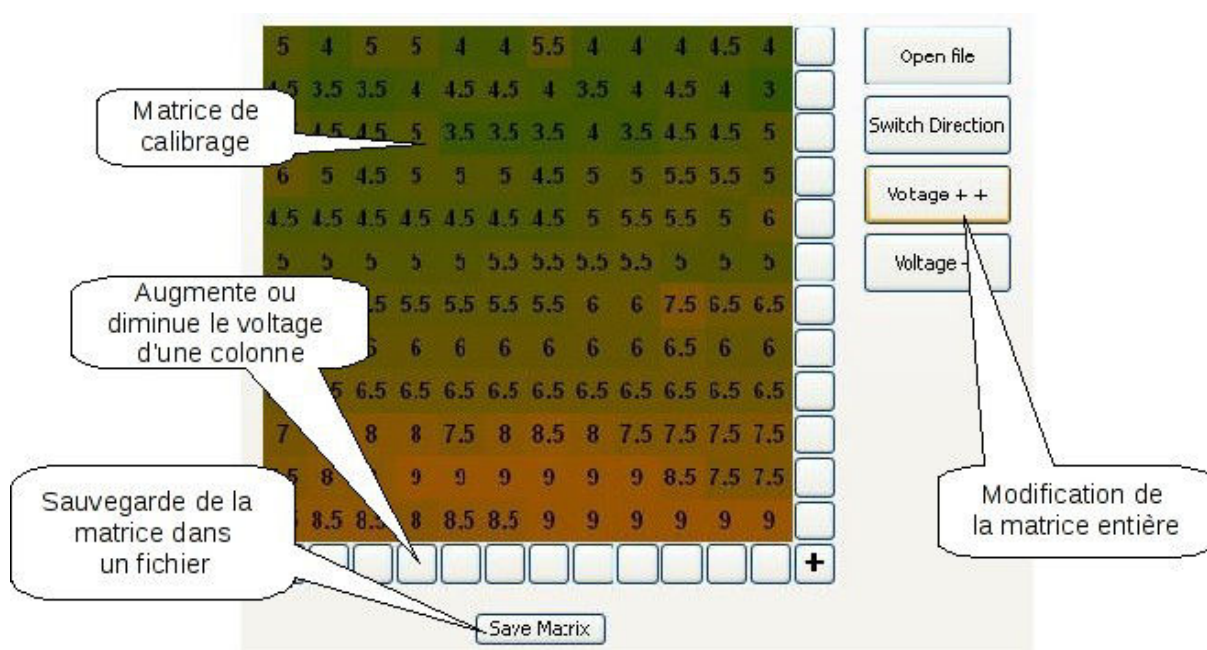 5 4 5 5 4 4 5.5 4 4 4 4.5 4
3.5 3.5 4 4.5 4.5 4 3.5 4 4.5 4 3
4.5 4.5 5 3.5 3.5 3.5 4 3.5 4.5 4.5 5
6 5 4.5 5 5 5 4.5 5 5 5.5 5.5 5
4.5 4.5 4.5 4.5 4.5 4.5 4.5 5 5.5 5.5 5 6
5 5 5 5 5 5.5 5.5 5.5 5.5 5 5 5
5.5 5.5 5.5 5.5 6 6 7.5 6.5 6.5
6 6 6 6 6 6 6.5 6 6
6.5 6.5 6.5 6.5 6.5 6.5 6.5 6.5 6.5 6.5
7 8 8 7.5 8 8.5 8 7.5 7.5 7.5 7.5
8 9 9 9 9 9 9 8.5 7.5 7.5
8.5 8.5 8 8.5 8.5 9 9 9 9 9 9
+
Save Matrix
Open file
Switch Direction
Votage + +
Voltage -
Matrice de
calibrage
Augmente ou
diminue le voltage
d'une colonne
Sauvegarde de la
matrice dans
un fichier
Modification de
la matrice entière